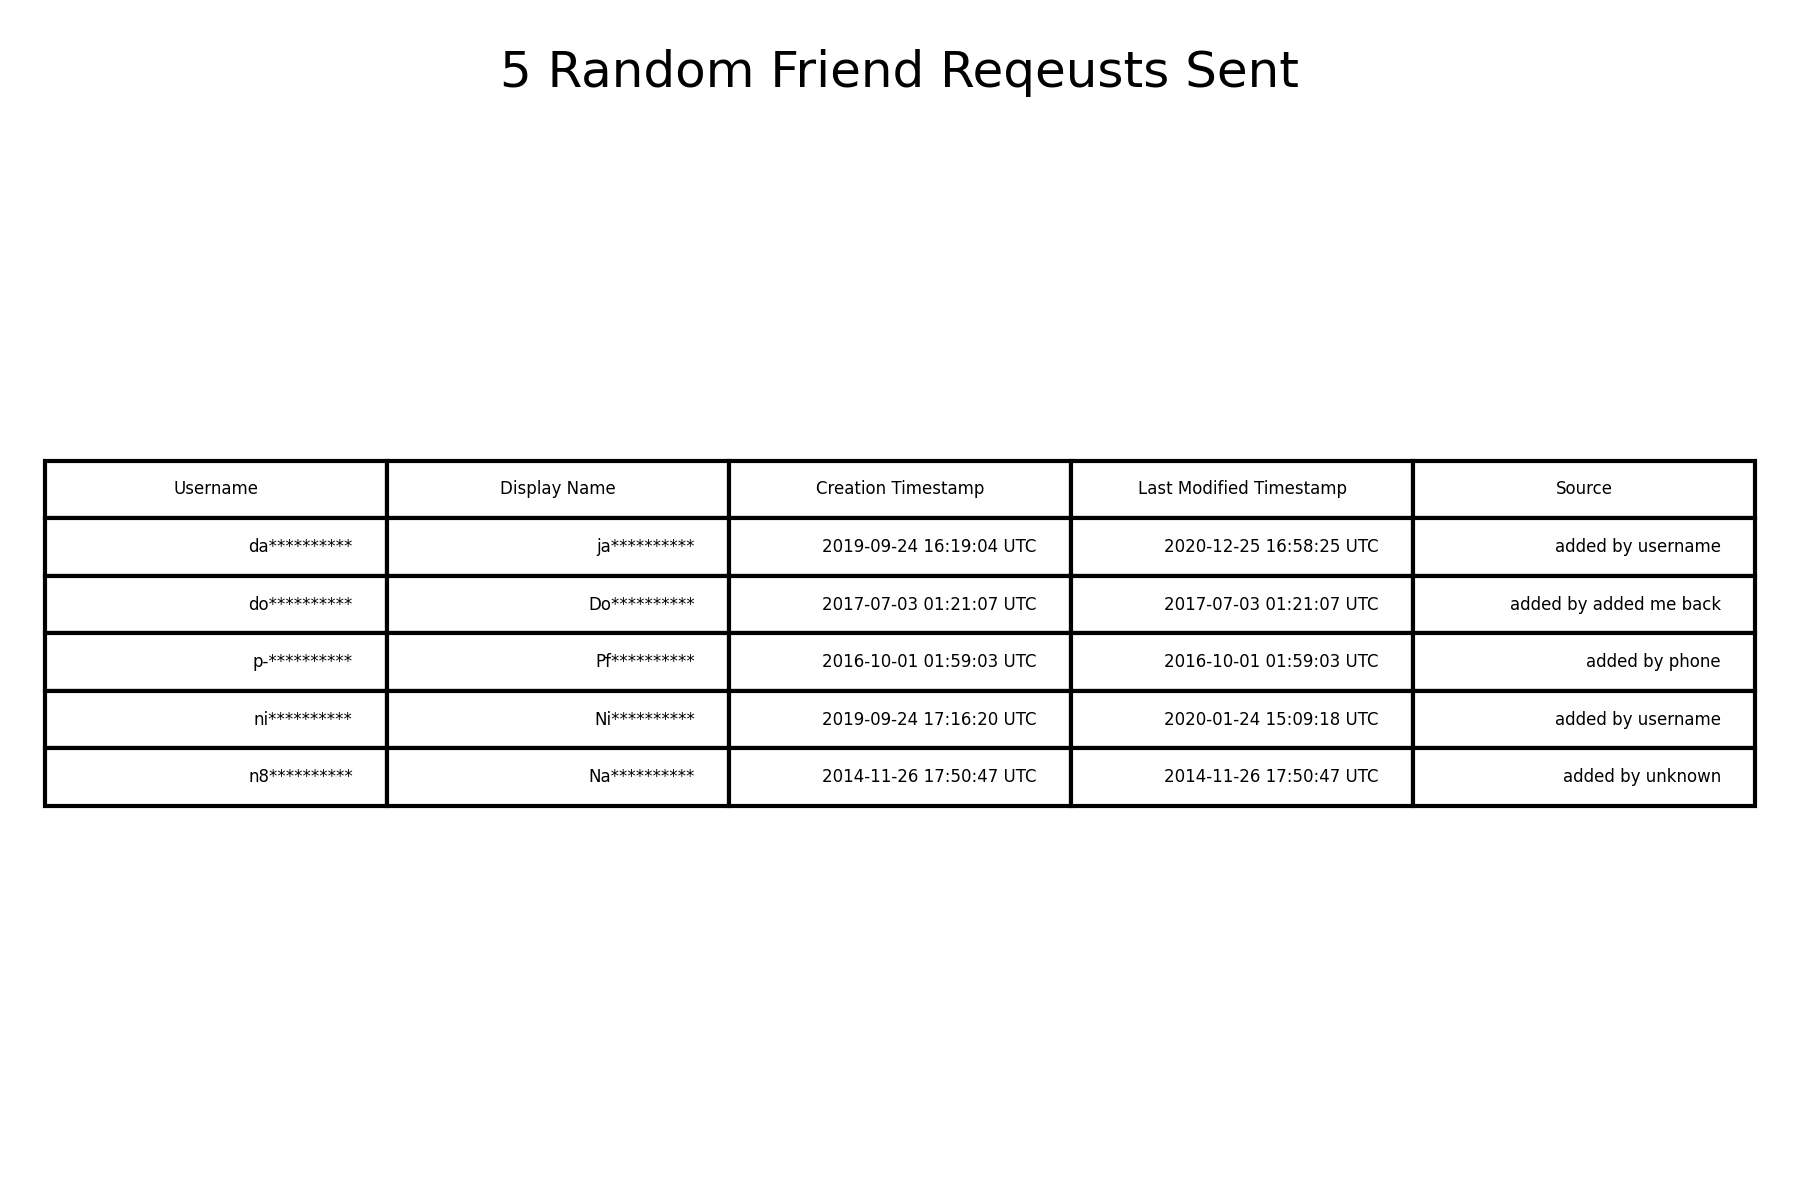 5 Random Friend Reqeusts Sent
Username Display Name Creation Timestamp Last Modified Timestamp Source
da********** ja********** 2019-09-24 16:19:04 UTC 2020-12-25 16:58:25 UTC added by username
do********** Do********** 2017-07-03 01:21:07 UTC 2017-07-03 01:21:07 UTC added by added me back
p-********** Pf********** 2016-10-01 01:59:03 UTC 2016-10-01 01:59:03 UTC added by phone
ni********** Ni********** 2019-09-24 17:16:20 UTC 2020-01-24 15:09:18 UTC added by username
n8********** Na********** 2014-11-26 17:50:47 UTC 2014-11-26 17:50:47 UTC added by unknown